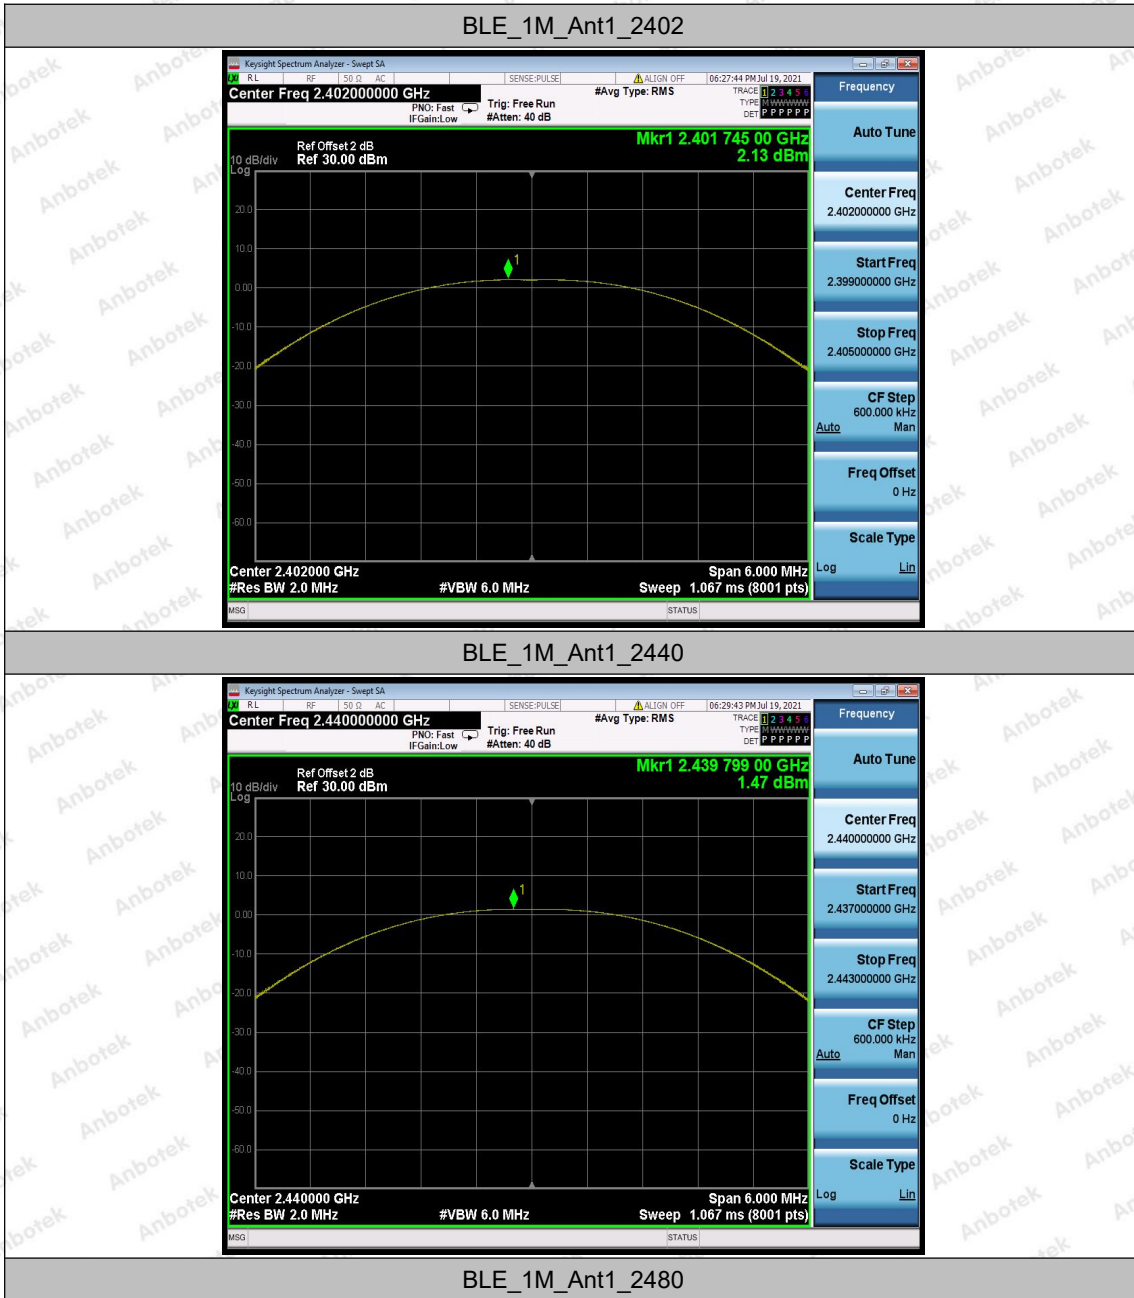 BLE_1M_Ant1_2402
Keysight Spectrum Analyzer - Swept SA
RL RF 50 Ω AC SENSE:PULSE ALIGN OFF 06:27:44 PM Jul 19, 2021
Center Freq 2.402000000 GHz
PNO: Fast
IFGain:Low
Trig: Free Run
#Atten: 40 dB
#Avg Type: RMS
TRACE 1 2 3 4 5 6
TYPE M WWWWW
DET P P P P P P
Frequency
Mkr1 2.401 745 00 GHz
2.13 dBm
Ref Offset 2 dB
10 dB/div Ref 30.00 dBm
Log
20.0
10.0
0.00
-10.0
-20.0
-30.0
-40.0
-50.0
-60.0
1
Center 2.402000 GHz Span 6.000 MHz
#Res BW 2.0 MHz #VBW 6.0 MHz Sweep 1.067 ms (8001 pts)
MSG STATUS
Auto Tune
Center Freq
2.402000000 GHz
Start Freq
2.399000000 GHz
Stop Freq
2.405000000 GHz
CF Step
600.000 kHz
Auto Man
Freq Offset
0 Hz
Scale Type
Log Lin
BLE_1M_Ant1_2440
Keysight Spectrum Analyzer - Swept SA
RL RF 50 Ω AC SENSE:PULSE ALIGN OFF 06:29:43 PM Jul 19, 2021
Center Freq 2.440000000 GHz
PNO: Fast
IFGain:Low
Trig: Free Run
#Atten: 40 dB
#Avg Type: RMS
TRACE 1 2 3 4 5 6
TYPE M WWWWW
DET P P P P P P
Frequency
Mkr1 2.439 799 00 GHz
1.47 dBm
Ref Offset 2 dB
10 dB/div Ref 30.00 dBm
Log
20.0
10.0
0.00
-10.0
-20.0
-30.0
-40.0
-50.0
-60.0
1
Center 2.440000 GHz Span 6.000 MHz
#Res BW 2.0 MHz #VBW 6.0 MHz Sweep 1.067 ms (8001 pts)
MSG STATUS
Auto Tune
Center Freq
2.440000000 GHz
Start Freq
2.437000000 GHz
Stop Freq
2.443000000 GHz
CF Step
600.000 kHz
Auto Man
Freq Offset
0 Hz
Scale Type
Log Lin
BLE_1M_Ant1_2480